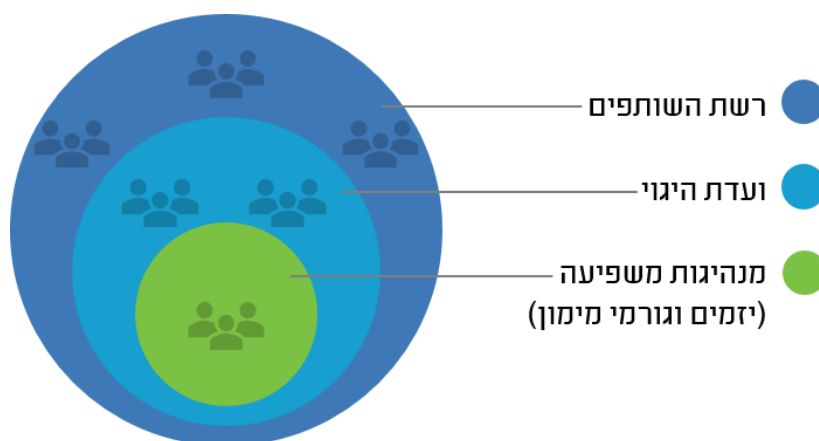 רשת השותפים
ועדת היגוי
מנהיגות משפיעה
(יזמים וגורמי מימון)